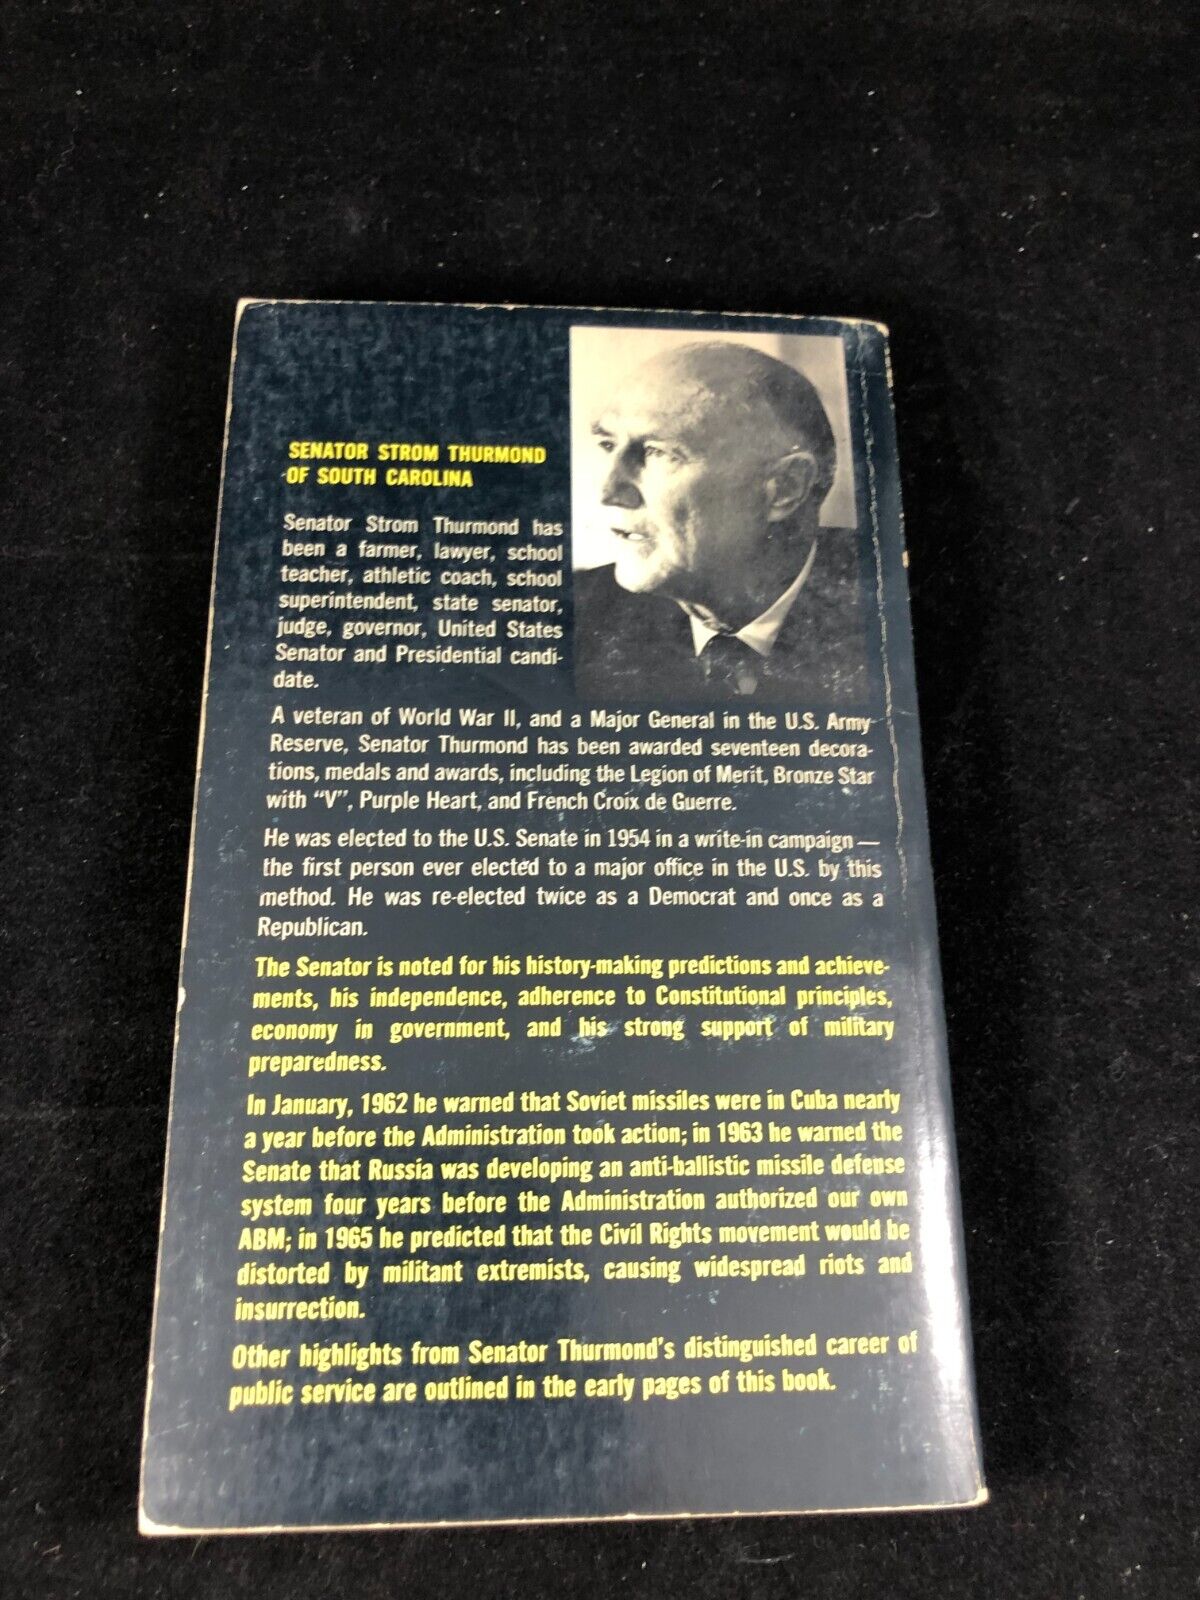 SENATOR STROM THURMOND
OF SOUTH CAROLINA
Senator Strom Thurmond has
been a farmer, lawyer, school
teacher, athletic coach, school
superintendent, state senator,
judge, governor, United States
Senator and Presidential candi-
date.
A veteran of World War II, and a Major General in the U.S. Army
Reserve, Senator Thurmond has been awarded seventeen decora-
tions, medals and awards, including the Legion of Merit, Bronze Star
with "V", Purple Heart, and French Croix de Guerre.
He was elected to the U.S. Senate in 1954 in a write-in campaign —
the first person ever elected to a major office in the U.S. by this
method. He was re-elected twice as a Democrat and once as a
Republican.
The Senator is noted for his history-making predictions and achieve-
ments, his independence, adherence to Constitutional principles,
economy in government, and his strong support of military
preparedness.
In January, 1962 he warned that Soviet missiles were in Cuba nearly
a year before the Administration took action; in 1963 he warned the
Senate that Russia was developing an anti-ballistic missile defense
system four years before the Administration authorized our own
ABM; in 1965 he predicted that the Civil Rights movement would be
distorted by militant extremists, causing widespread riots and
insurrection.
Other highlights from Senator Thurmond's distinguished career of
public service are outlined in the early pages of this book.